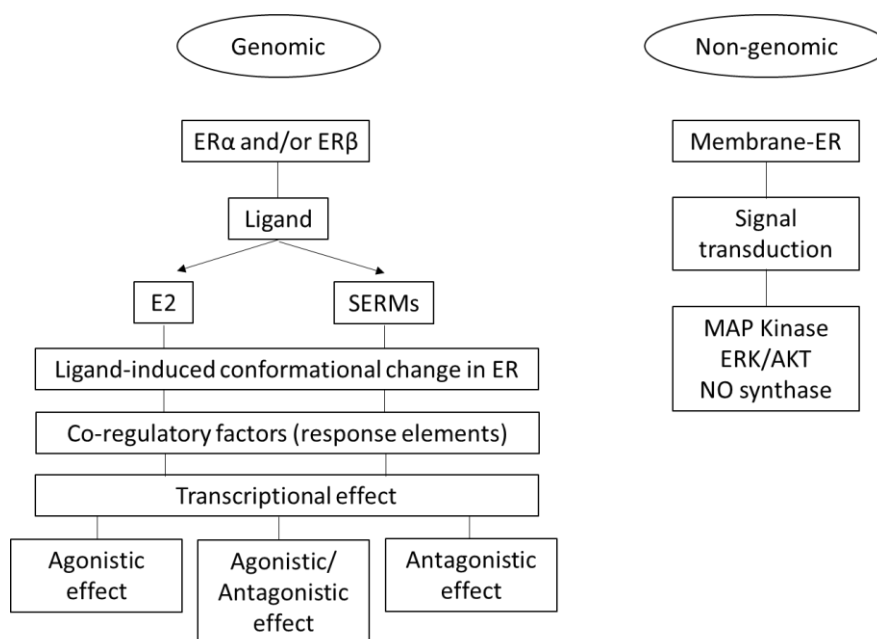 Genomic
Non-genomic
ERα and/or ERβ
Membrane-ER
Ligand
Signal
transduction
E2
SERMs
MAP Kinase
ERK/AKT
NO synthase
Ligand-induced conformational change in ER
Co-regulatory factors (response elements)
Transcriptional effect
Agonistic
effect
Agonistic/
Antagonistic
effect
Antagonistic
effect